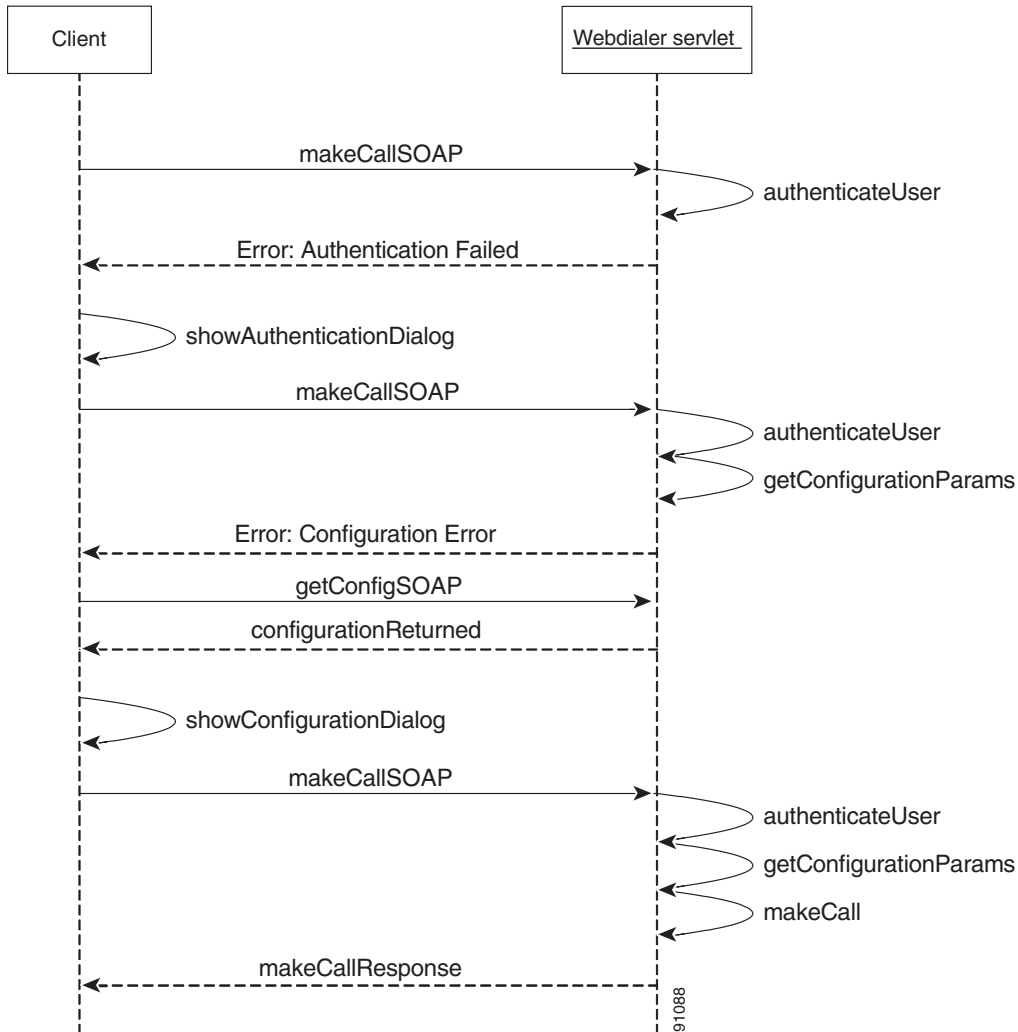 Client
Webdialer servlet
makeCallSOAP
authenticateUser
Error: Authentication Failed
showAuthenticationDialog
makeCallSOAP
authenticateUser
getConfigurationParams
Error: Configuration Error
getConfigSOAP
configurationReturned
showConfigurationDialog
makeCallSOAP
authenticateUser
getConfigurationParams
makeCall
makeCallResponse
91088